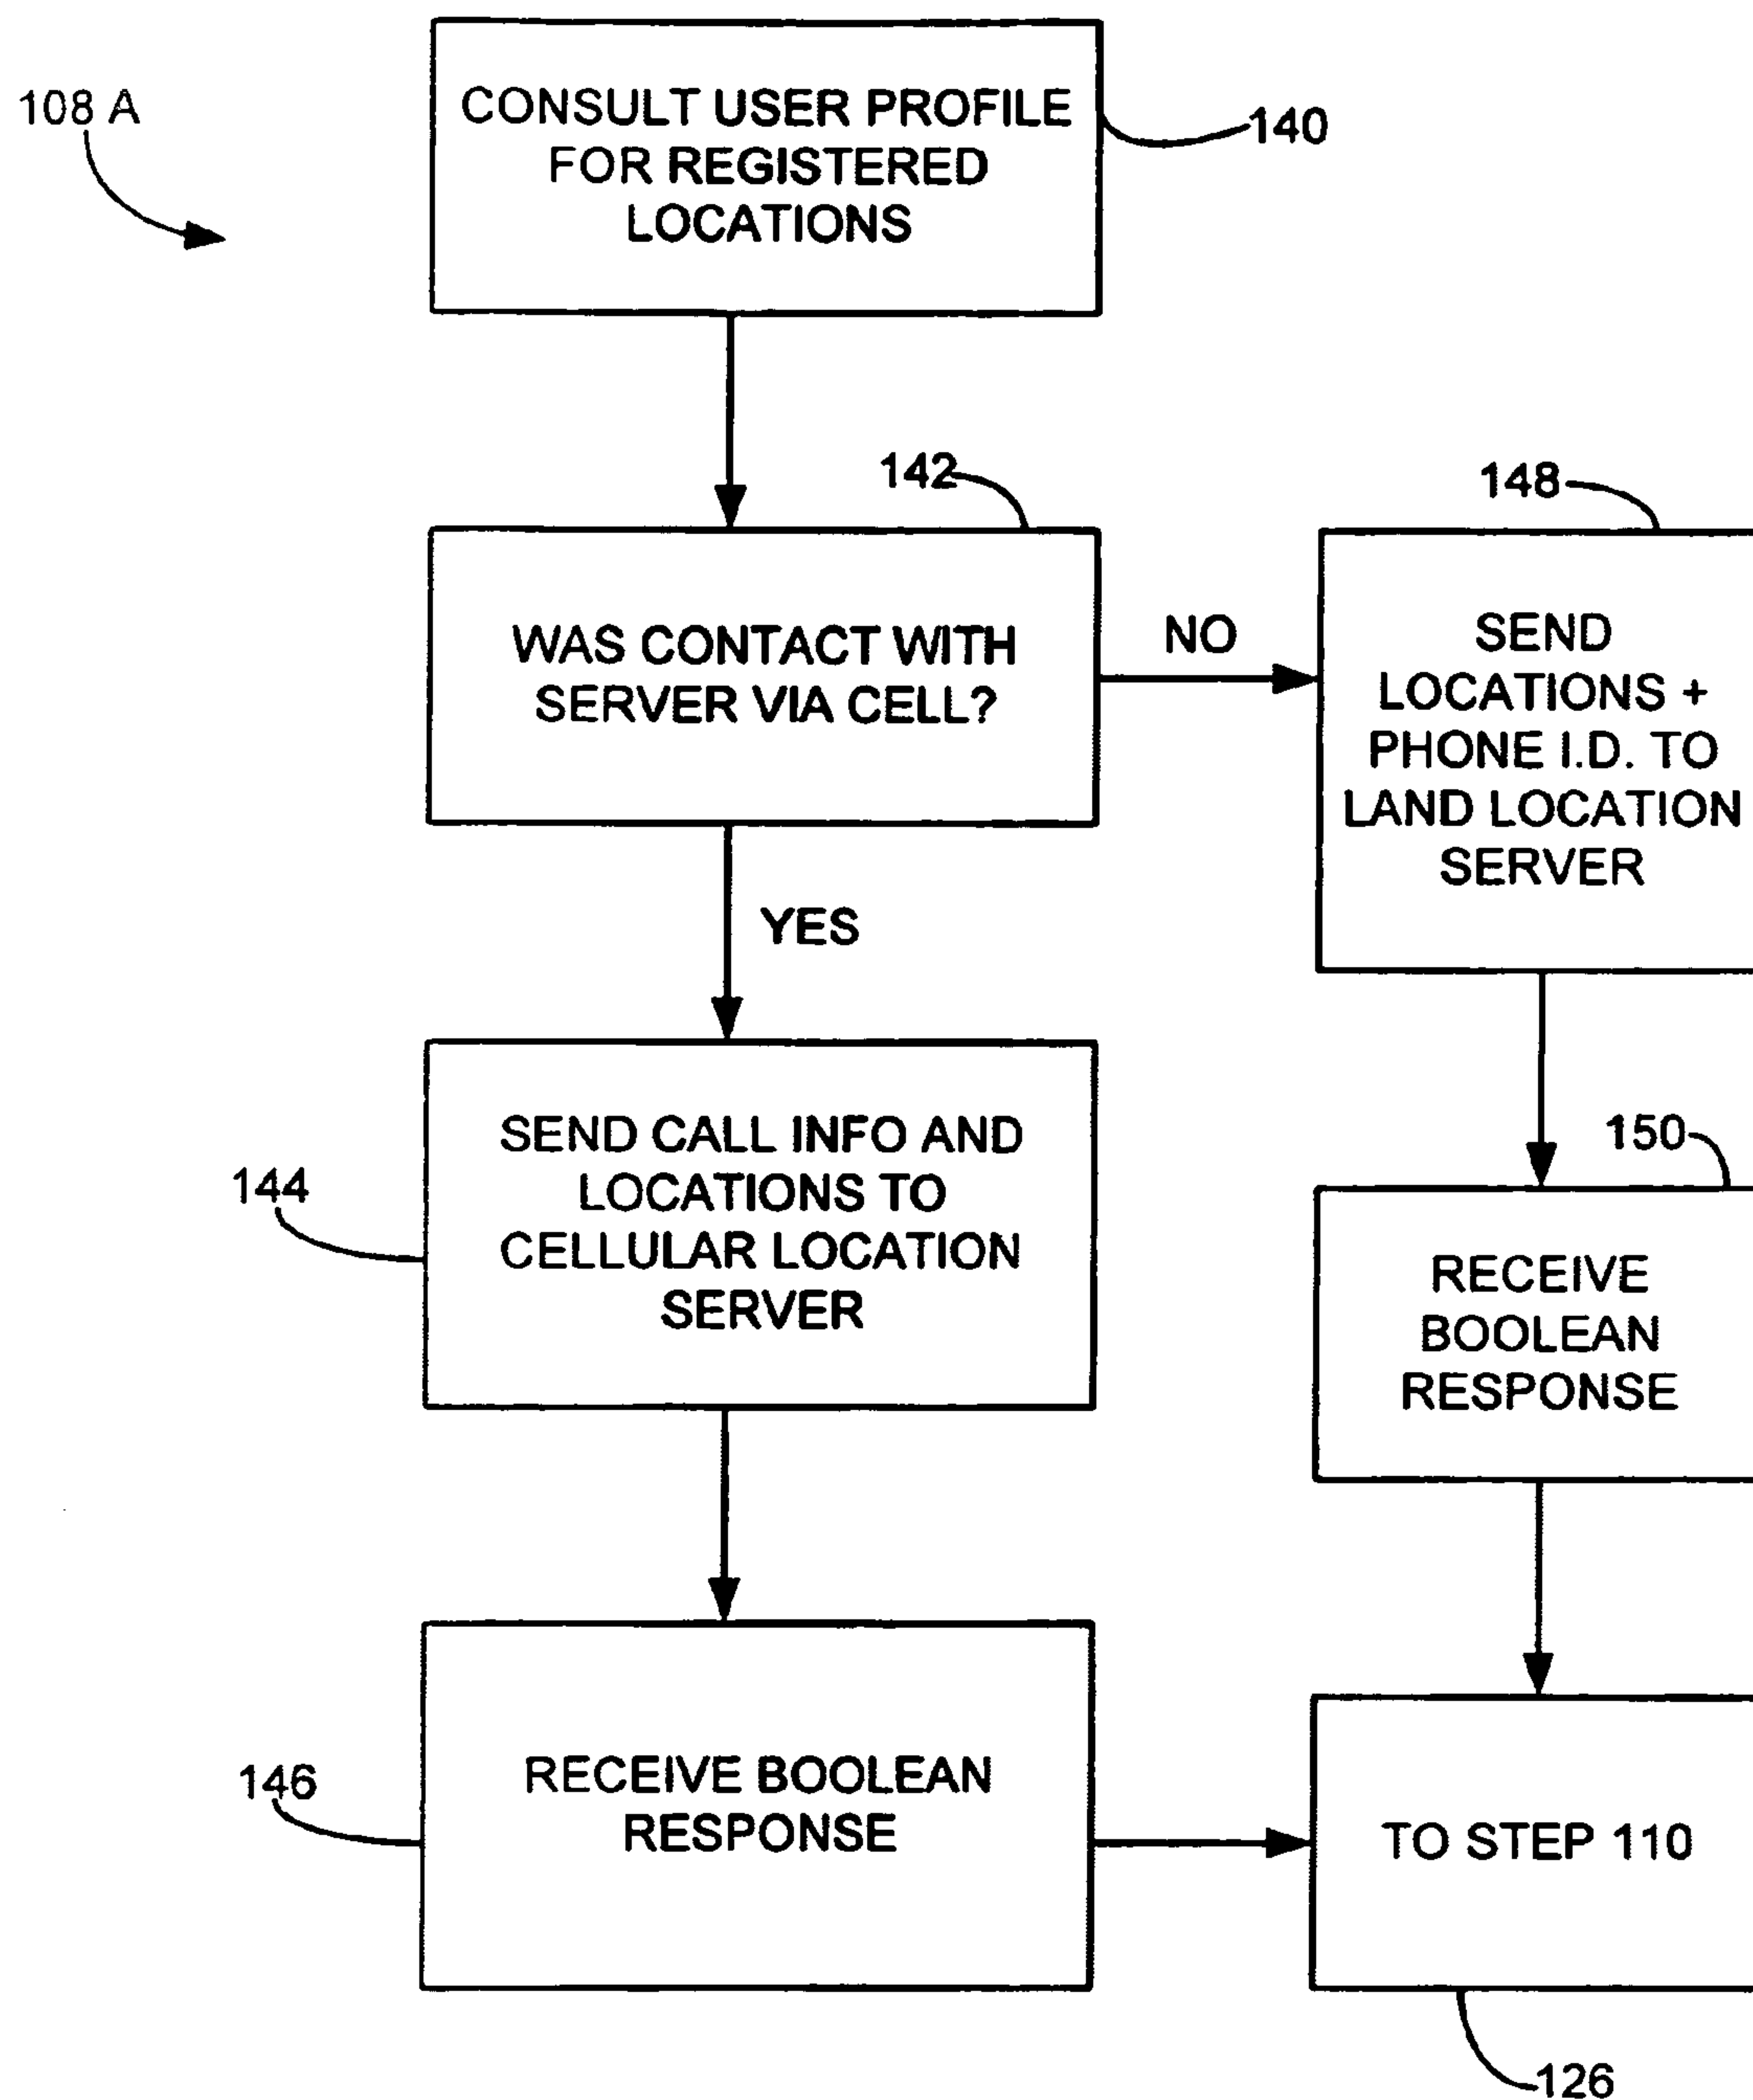 108 A
CONSULT USER PROFILE
FOR REGISTERED
LOCATIONS
140
142
WAS CONTACT WITH
SERVER VIA CELL?
NO
YES
148
SEND
LOCATIONS +
PHONE I.D. TO
LAND LOCATION
SERVER
144
SEND CALL INFO AND
LOCATIONS TO
CELLULAR LOCATION
SERVER
150
RECEIVE
BOOLEAN
RESPONSE
146
RECEIVE BOOLEAN
RESPONSE
TO STEP 110
126